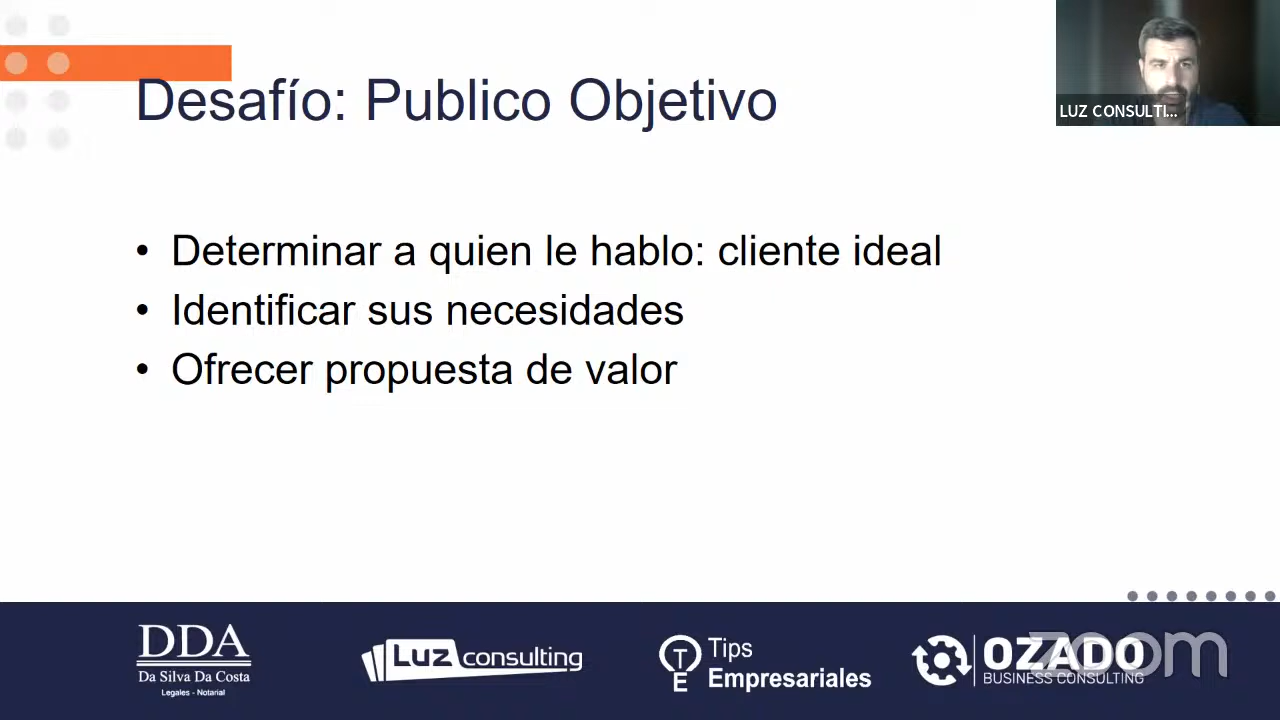 Desafío: Publico Objetivo
LUZ CONSULTI...
• Determinar a quien le hablo: cliente ideal
• Identificar sus necesidades
• Ofrecer propuesta de valor
DDA
Da Silva Da Costa
Legales - Notarial
Luz consulting
T
E
Tips
Empresariales
OZADO
BUSINESS CONSULTING
zoom